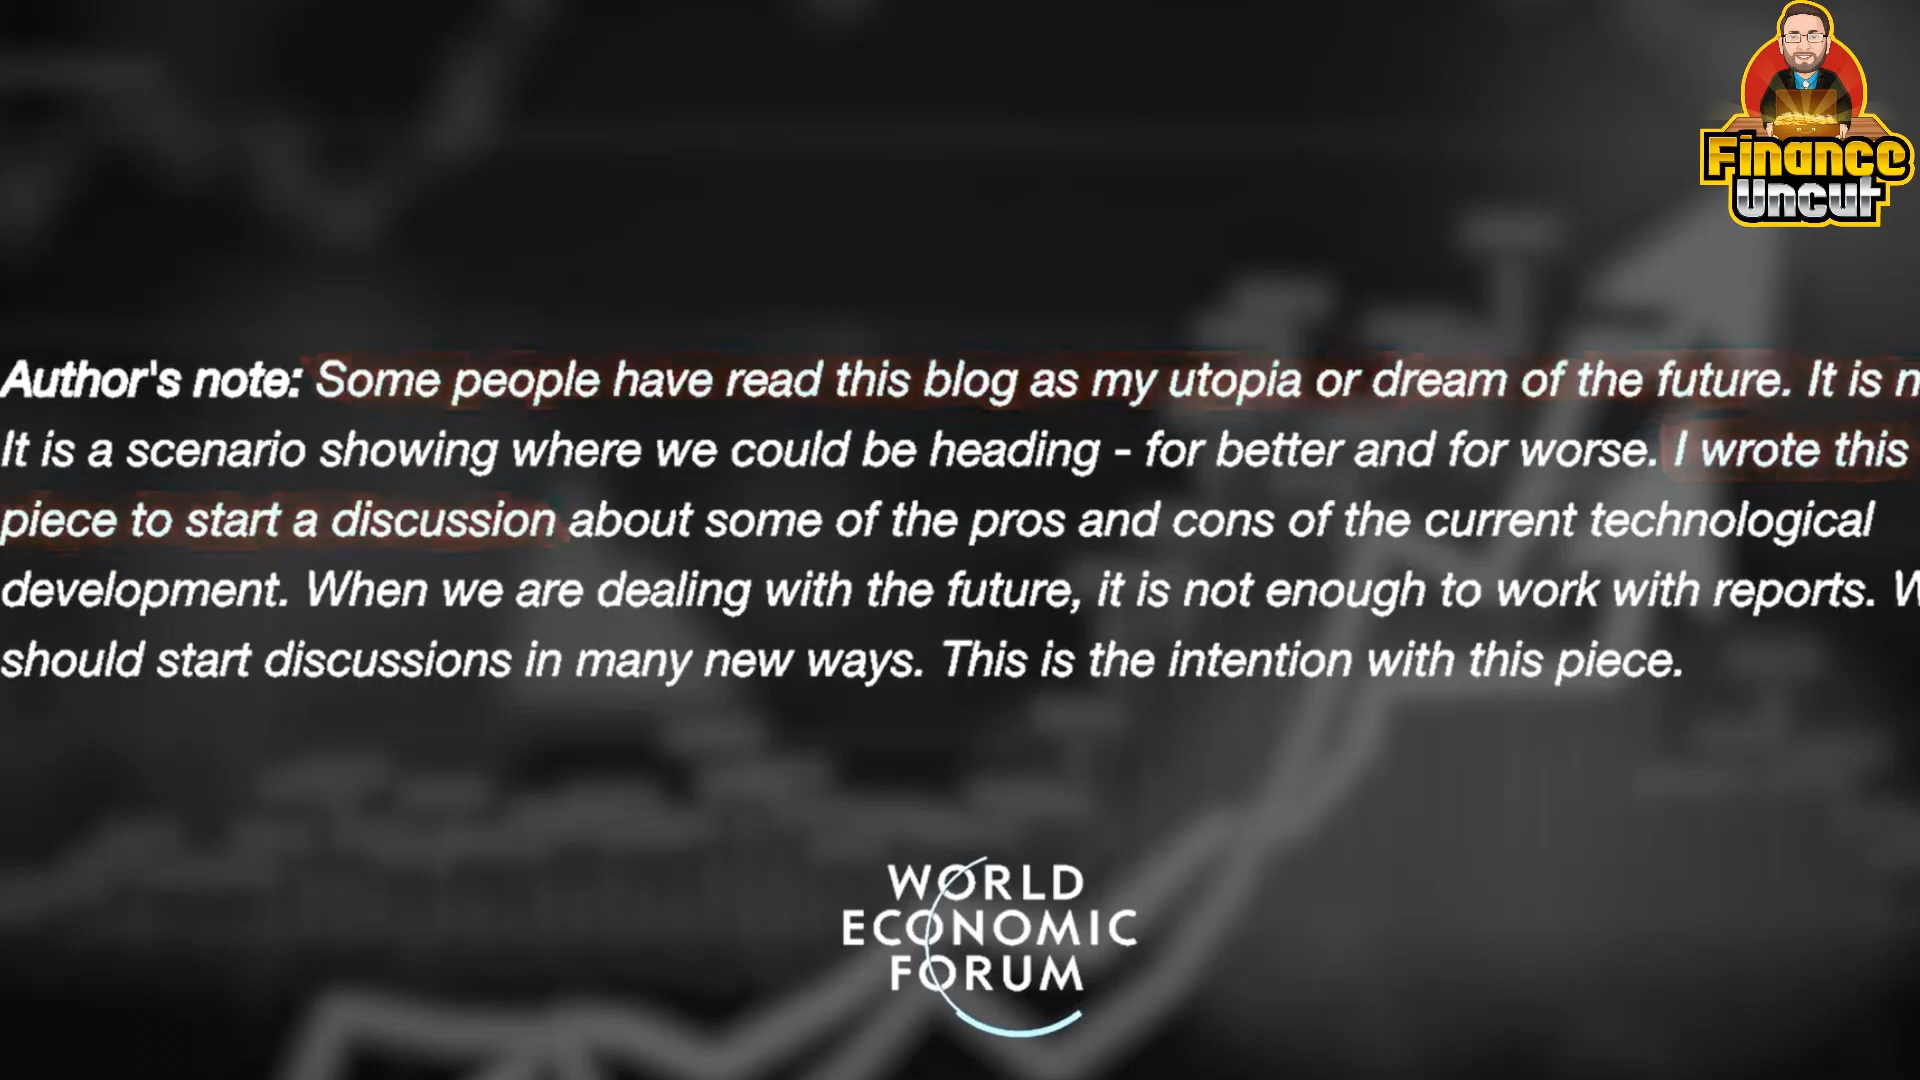 Finance
Uncut
Author's note: Some people have read this blog as my utopia or dream of the future. It is
It is a scenario showing where we could be heading - for better and for worse. I wrote this
piece to start a discussion about some of the pros and cons of the current technological
development. When we are dealing with the future, it is not enough to work with reports.
should start discussions in many new ways. This is the intention with this piece.
WORLD
ECONOMIC
FORUM